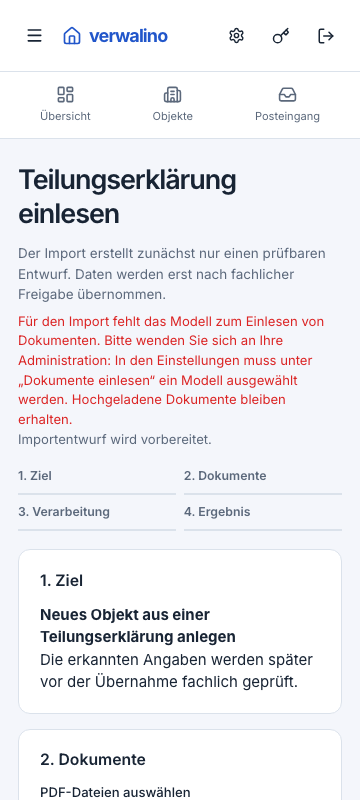 verwalino
Übersicht
Objekte
Posteingang
Teilungserklärung
einlesen
Der Import erstellt zunächst nur einen prüfbaren
Entwurf. Daten werden erst nach fachlicher
Freigabe übernommen.
Für den Import fehlt das Modell zum Einlesen von
Dokumenten. Bitte wenden Sie sich an Ihre
Administration: In den Einstellungen muss unter
„Dokumente einlesen“ ein Modell ausgewählt
werden. Hochgeladene Dokumente bleiben
erhalten.
Importentwurf wird vorbereitet.
1. Ziel
2. Dokumente
3. Verarbeitung
4. Ergebnis
1. Ziel
Neues Objekt aus einer
Teilungserklärung anlegen
Die erkannten Angaben werden später
vor der Übernahme fachlich geprüft.
2. Dokumente
PDF-Dateien auswählen